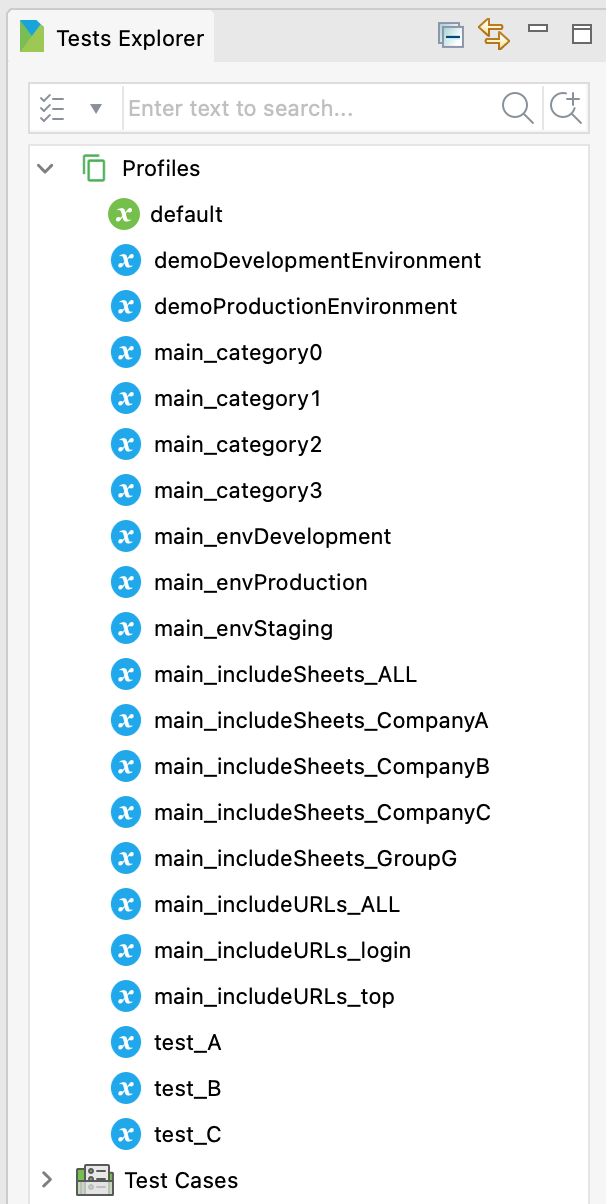 Tests Explorer
Enter text to search...
Profiles
default
demoDevelopmentEnvironment
demoProductionEnvironment
main_category0
main_category1
main_category2
main_category3
main_envDevelopment
main_envProduction
main_envStaging
main_includeSheets_ALL
main_includeSheets_CompanyA
main_includeSheets_CompanyB
main_includeSheets_CompanyC
main_includeSheets_GroupG
main_includeURLs_ALL
main_includeURLs_login
main_includeURLs_top
test_A
test_B
test_C
Test Cases